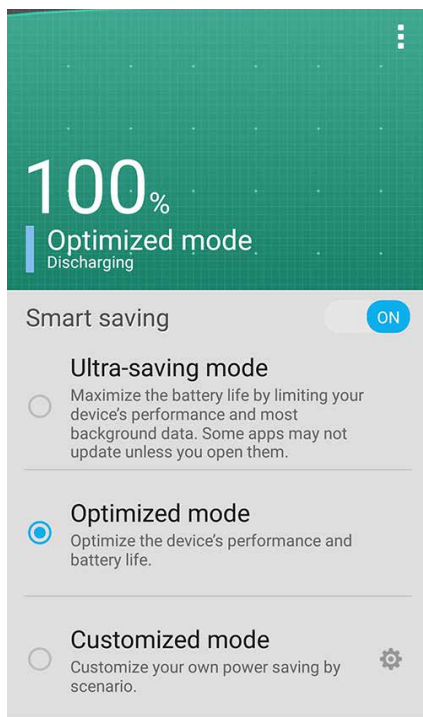 100%
Optimized mode
Discharging
Smart saving
ON
Ultra-saving mode
Maximize the battery life by limiting your
device's performance and most
background data. Some apps may not
update unless you open them.
Optimized mode
Optimize the device's performance and
battery life.
Customized mode
Customize your own power saving by
scenario.